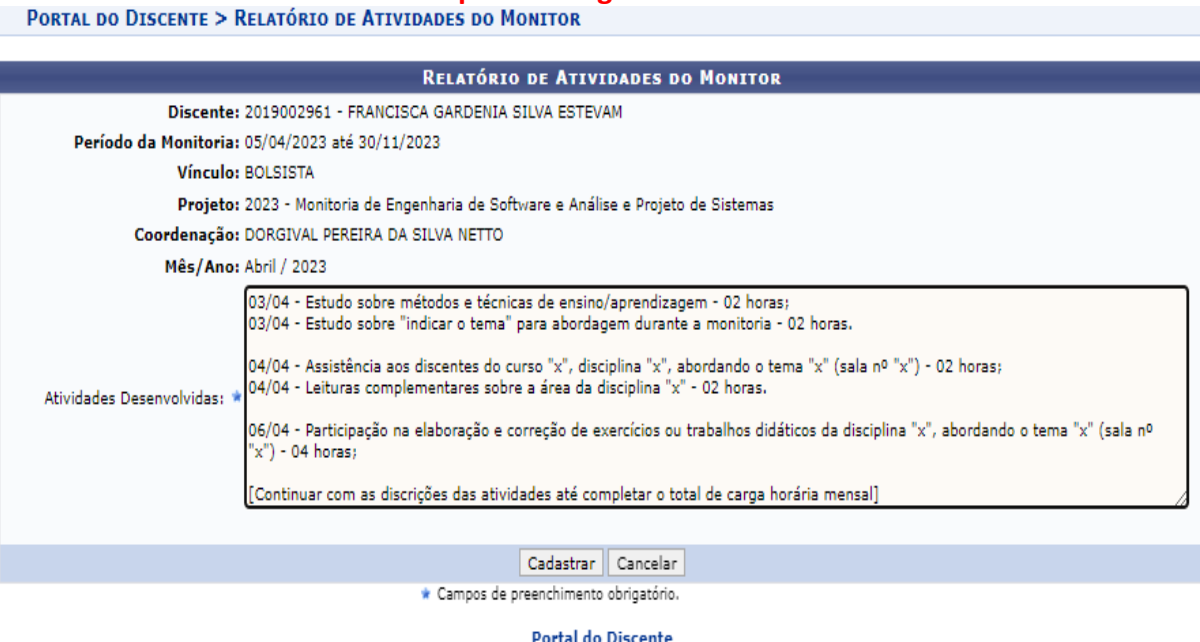 PORTAL DO DISCENTE > RELATÓRIO DE ATIVIDADES DO MONITOR
RELATÓRIO DE ATIVIDADES DO MONITOR
Discente: 2019002961 - FRANCISCA GARDENIA SILVA ESTEVAM
Período da Monitoria: 05/04/2023 até 30/11/2023
Vínculo: BOLSISTA
Projeto: 2023 - Monitoria de Engenharia de Software e Análise e Projeto de Sistemas
Coordenação: DORGIVAL PEREIRA DA SILVA NETTO
Mês/Ano: Abril / 2023
Atividades Desenvolvidas:
03/04 - Estudo sobre métodos e técnicas de ensino/aprendizagem - 02 horas;
03/04 - Estudo sobre "indicar o tema" para abordagem durante a monitoria - 02 horas.
04/04 - Assistência aos discentes do curso "x", disciplina "x", abordando o tema "x" (sala nº "x") - 02 horas;
04/04 - Leituras complementares sobre a área da disciplina "x" - 02 horas.
06/04 - Participação na elaboração e correção de exercícios ou trabalhos didáticos da disciplina "x", abordando o tema "x" (sala nº
"x") - 04 horas;
[Continuar com as discrições das atividades até completar o total de carga horária mensal]
Cadastrar Cancelar
Campos de preenchimento obrigatório.
Portal do Discente